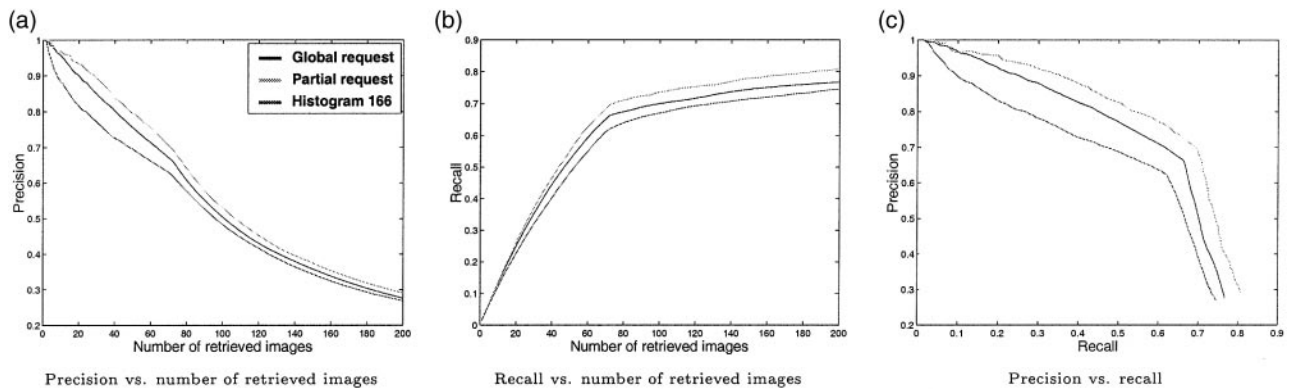 (a)
1
0.9
0.8
0.7
0.6
0.5
0.4
0.3
0.2
Precision
0 20 40 60 80 100 120 140 160 180 200
Number of retrieved images
Global request
Partial request
Histogram 166
Precision vs. number of retrieved images
(b)
0.9
0.8
0.7
0.6
0.5
0.4
0.3
0.2
0.1
0
Recall
0 20 40 60 80 100 120 140 160 180 200
Number of retrieved images
Recall vs. number of retrieved images
(c)
1
0.9
0.8
0.7
0.6
0.5
0.4
0.3
0.2
Precision
0 0.1 0.2 0.3 0.4 0.5 0.6 0.7 0.8 0.9
Recall
Precision vs. recall